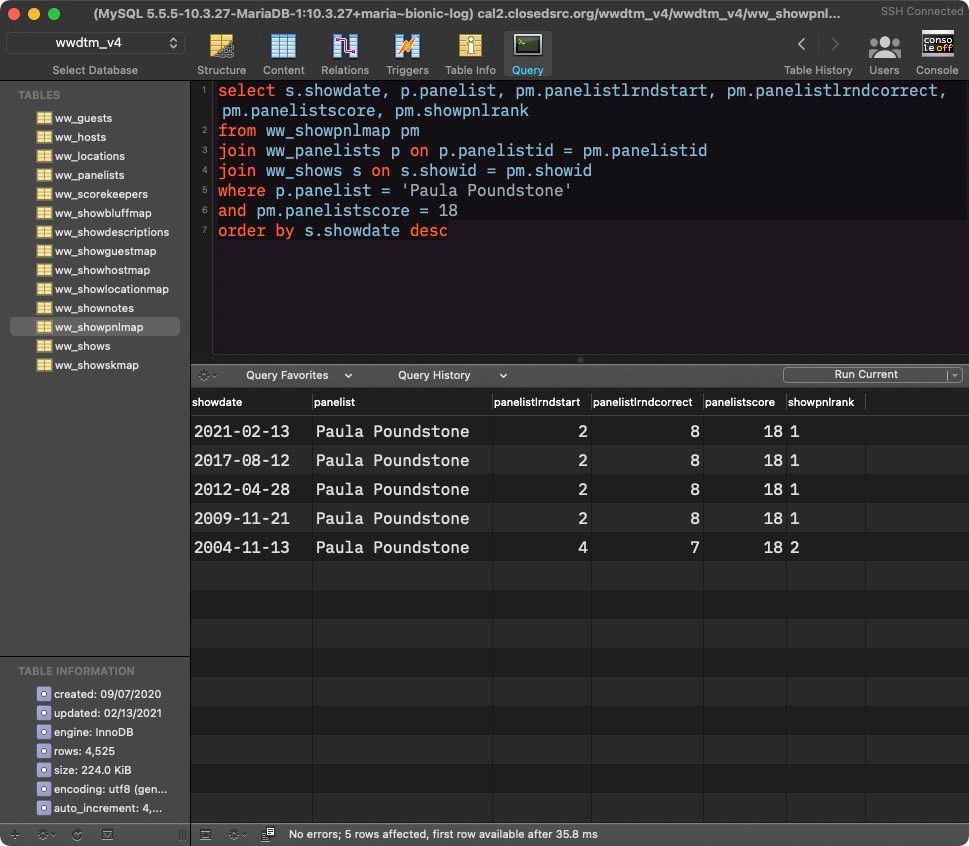 (MySQL 5.5.5-10.3.27-MariaDB-1:10.3.27+maria~bionic-log) cal2.closedsrc.org/wwdtm_v4/wwdtm_v4/ww_showpnl...
SSH Connected
wwdtm_v4
Select Database
Structure
Content
Relations
Triggers
Table Info
Query
Table History
Users
conso
le off
Console
TABLES
ww_guests
ww_hosts
ww_locations
ww_panelists
ww_scorekeepers
ww_showbluffmap
ww_showdescriptions
ww_showguestmap
ww_showhostmap
ww_showlocationmap
ww_shownotes
ww_showpnlmap
ww_shows
ww_showskmap
1 select s.showdate, p.panelist, pm.panelistlrndstart, pm.panelistlrndcorrect,
pm.panelistscore, pm.showpnlrank
2 from ww_showpnlmap pm
3 join ww_panelists p on p.panelistid = pm.panelistid
4 join ww_shows s on s.showid = pm.showid
5 where p.panelist = 'Paula Poundstone'
6 and pm.panelistscore = 18
7 order by s.showdate desc
Query Favorites
Query History
Run Current
showdate panelist panelistlrndstart panelistlrndcorrect panelistscore showpnlrank
2021-02-13 Paula Poundstone 2 8 18 1
2017-08-12 Paula Poundstone 2 8 18 1
2012-04-28 Paula Poundstone 2 8 18 1
2009-11-21 Paula Poundstone 2 8 18 1
2004-11-13 Paula Poundstone 4 7 18 2
TABLE INFORMATION
created: 09/07/2020
updated: 02/13/2021
engine: InnoDB
rows: 4,525
size: 224.0 KiB
encoding: utf8 (gen...
auto_increment: 4,...
No errors; 5 rows affected, first row available after 35.8 ms